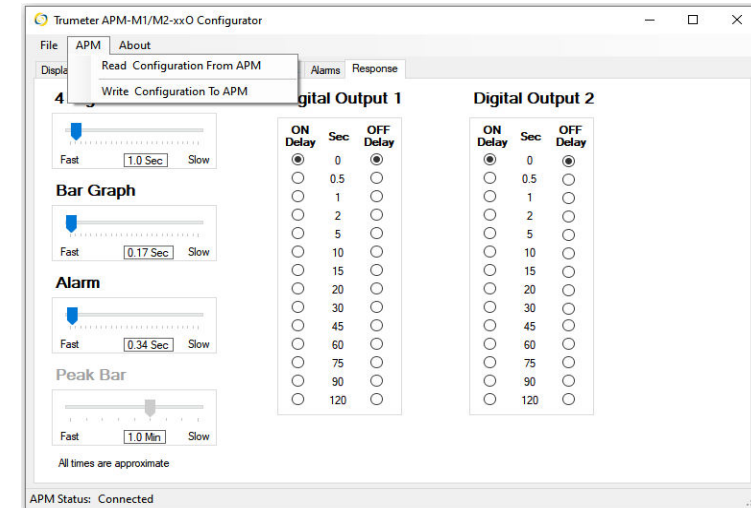 Trumeter APM-M1/M2-xxO Configurator
File APM About
Read Configuration From APM
Write Configuration To APM
Alarms Response
4
Fast 1.0 Sec Slow
Bar Graph
Fast 0.17 Sec Slow
Alarm
Fast 0.34 Sec Slow
Peak Bar
Fast 1.0 Min Slow
All times are approximate
Output 1
ON Delay Sec OFF Delay
0
0.5
1
2
5
10
15
20
30
45
60
75
90
120
Digital Output 2
ON Delay Sec OFF Delay
0
0.5
1
2
5
10
15
20
30
45
60
75
90
120
APM Status: Connected